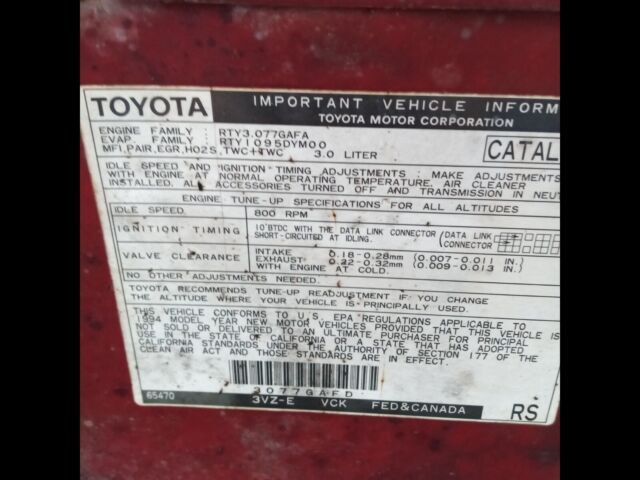 TOYOTA
IMPORTANT VEHICLE INFORM
TOYOTA MOTOR CORPORATION
ENGINE FAMILY : RTY3.077GAFA
EVAP. FAMILY : RTY1095DYM00
MFI,PAIR,EGR,HO2S,TWC+TWC 3.0 LITER
CATAL
IDLE SPEED AND IGNITION TIMING ADJUSTMENTS : MAKE ADJUSTMENTS
WITH ENGINE AT NORMAL OPERATING TEMPERATURE, AIR CLEANER
INSTALLED, ALL ACCESSORIES TURNED OFF AND TRANSMISSION IN NEUT
ENGINE TUNE-UP SPECIFICATIONS FOR ALL ALTITUDES
IDLE SPEED 800 RPM
IGNITION TIMING 10°BTDC WITH THE DATA LINK CONNECTOR
SHORT-CIRCUITED AT IDLING.
DATA LINK
CONNECTOR
VALVE CLEARANCE INTAKE 0.18-0.28mm (0.007-0.011 IN.)
EXHAUST 0.22-0.32mm (0.009-0.013 IN.)
WITH ENGINE AT COLD.
NO OTHER ADJUSTMENTS NEEDED.
TOYOTA RECOMMENDS TUNE-UP READJUSTMENT IF YOU CHANGE
THE ALTITUDE WHERE YOUR VEHICLE IS PRINCIPALLY USED.
THIS VEHICLE CONFORMS TO U.S. EPA REGULATIONS APPLICABLE TO
1994 MODEL YEAR NEW MOTOR VEHICLES PROVIDED THAT THIS VEHICLE IS
NOT SOLD OR DELIVERED TO AN ULTIMATE PURCHASER FOR PRINCIPAL
USE IN THE STATE OF CALIFORNIA OR A STATE THAT HAS ADOPTED
CALIFORNIA STANDARDS UNDER THE AUTHORITY OF SECTION 177 OF THE
CLEAN AIR ACT AND THOSE STANDARDS ARE IN EFFECT.
3077GAFD
65470
3VZ-E VCK FED&CANADA
RS